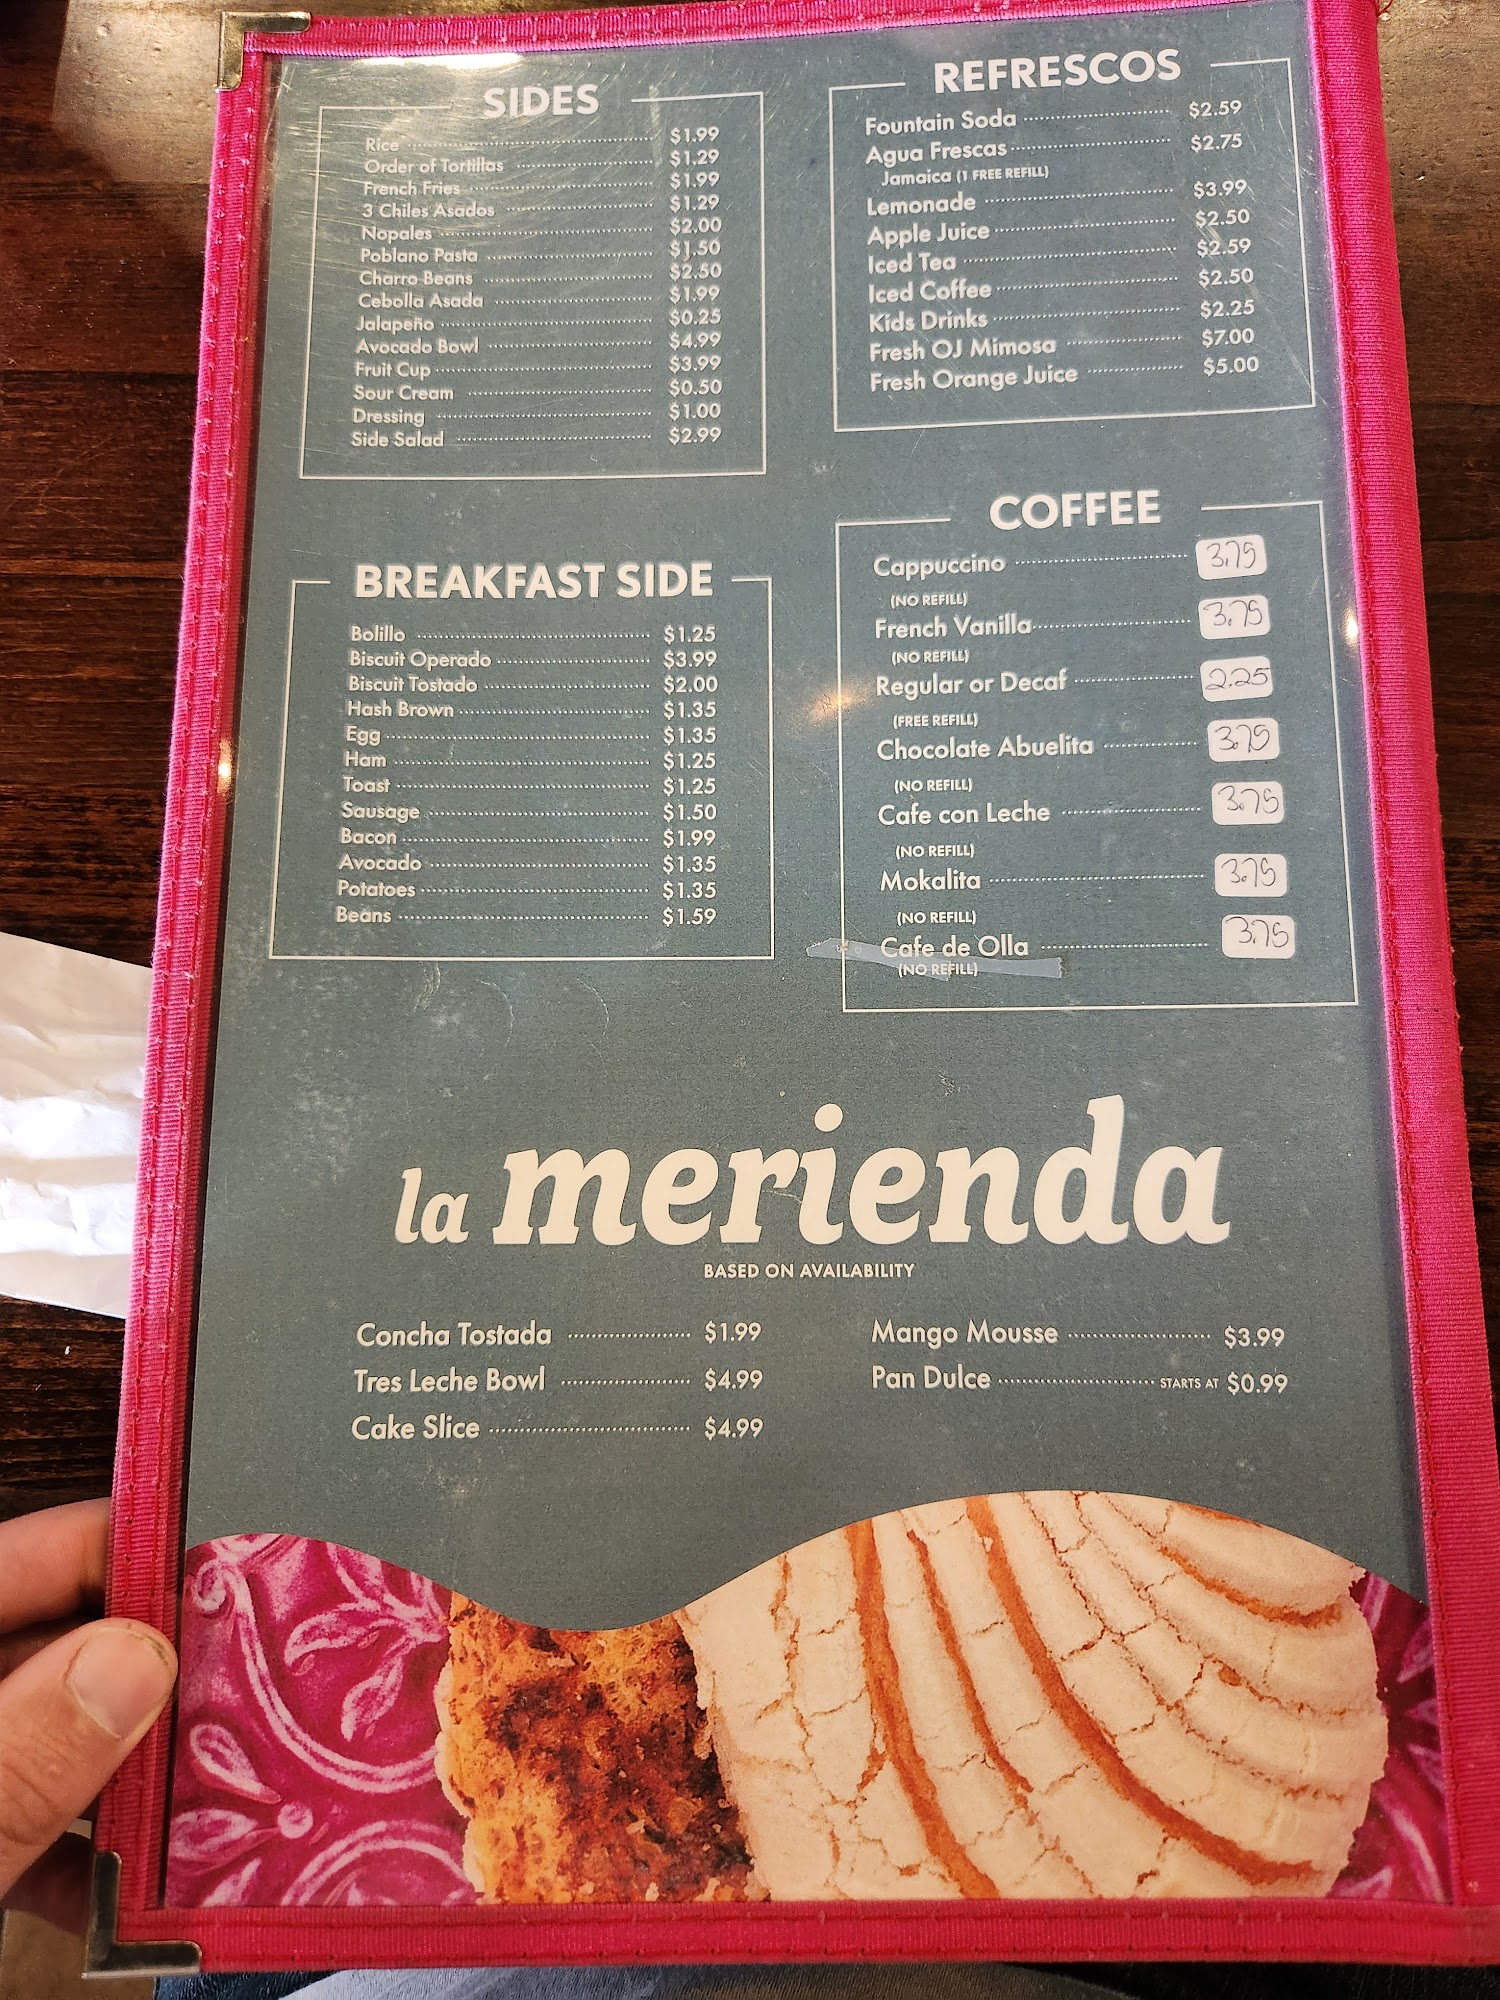 SIDES
Rice $1.99
Order of Tortillas $1.29
French Fries $1.99
3 Chiles Asados $1.29
Nopales $2.00
Poblano Pasta $1.50
Charro Beans $2.50
Cebolla Asada $1.99
Jalapeño $0.25
Avocado Bowl $4.99
Fruit Cup $3.99
Sour Cream $0.50
Dressing $1.00
Side Salad $2.99
REFRESCOS
Fountain Soda $2.59
Agua Frescas $2.75
Jamaica (1 FREE REFILL)
Lemonade $3.99
Apple Juice $2.50
Iced Tea $2.59
Iced Coffee $2.50
Kids Drinks $2.25
Fresh OJ Mimosa $7.00
Fresh Orange Juice $5.00
BREAKFAST SIDE
Bolillo $1.25
Biscuit Operado $3.99
Biscuit Tostado $2.00
Hash Brown $1.35
Egg $1.35
Ham $1.25
Toast $1.25
Sausage $1.50
Bacon $1.99
Avocado $1.35
Potatoes $1.35
Beans $1.59
COFFEE
Cappuccino 3.75
(NO REFILL)
French Vanilla 3.75
(NO REFILL)
Regular or Decaf 2.25
(FREE REFILL)
Chocolate Abuelita 3.75
(NO REFILL)
Cafe con Leche 3.75
(NO REFILL)
Mokalita 3.75
(NO REFILL)
Cafe de Olla 3.75
(NO REFILL)
la merienda
BASED ON AVAILABILITY
Concha Tostada $1.99
Tres Leche Bowl $4.99
Cake Slice $4.99
Mango Mousse $3.99
Pan Dulce STARTS AT $0.99